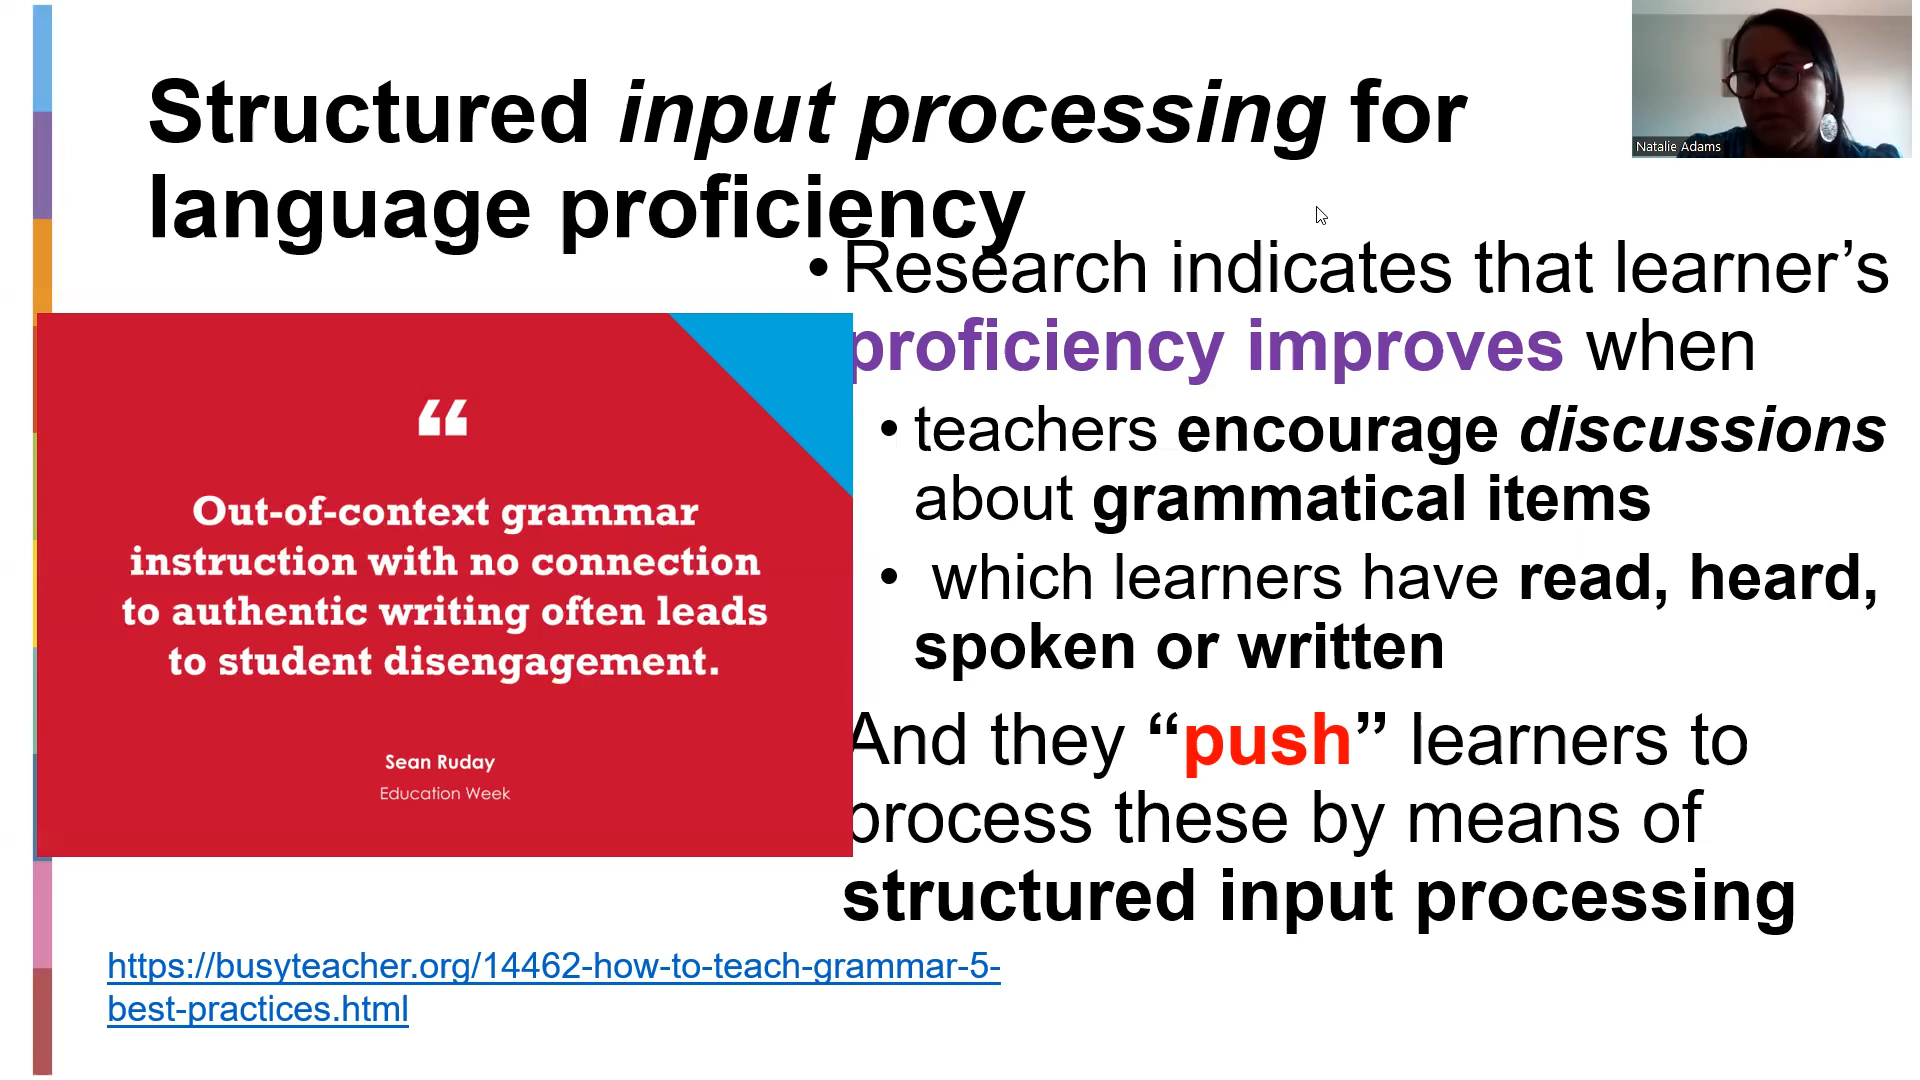 Structured input processing for
language proficiency
Natalie Adams
• Research indicates that learner’s
proficiency improves when
• teachers encourage discussions
about grammatical items
• which learners have read, heard,
spoken or written
And they “push” learners to
process these by means of
structured input processing
“
Out-of-context grammar
instruction with no connection
to authentic writing often leads
to student disengagement.
Sean Ruday
Education Week
https://busyteacher.org/14462-how-to-teach-grammar-5-
best-practices.html